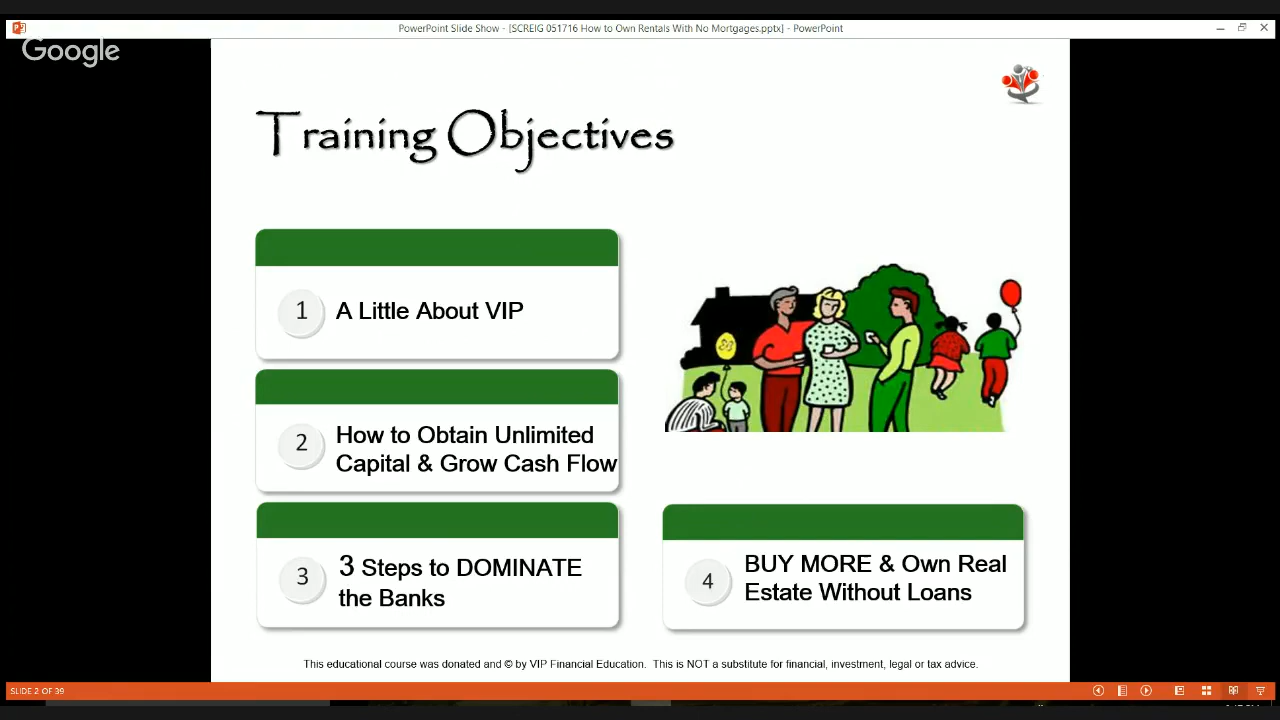 PowerPoint Slide Show - [SCREIG 051716 How to Own Rentals With No Mortgages.pptx] - PowerPoint
Google
Training Objectives
1
A Little About VIP
2
How to Obtain Unlimited
Capital & Grow Cash Flow
3
3 Steps to DOMINATE
the Banks
4
BUY MORE & Own Real
Estate Without Loans
This educational course was donated and © by VIP Financial Education. This is NOT a substitute for financial, investment, legal or tax advice.
SLIDE 2 OF 39